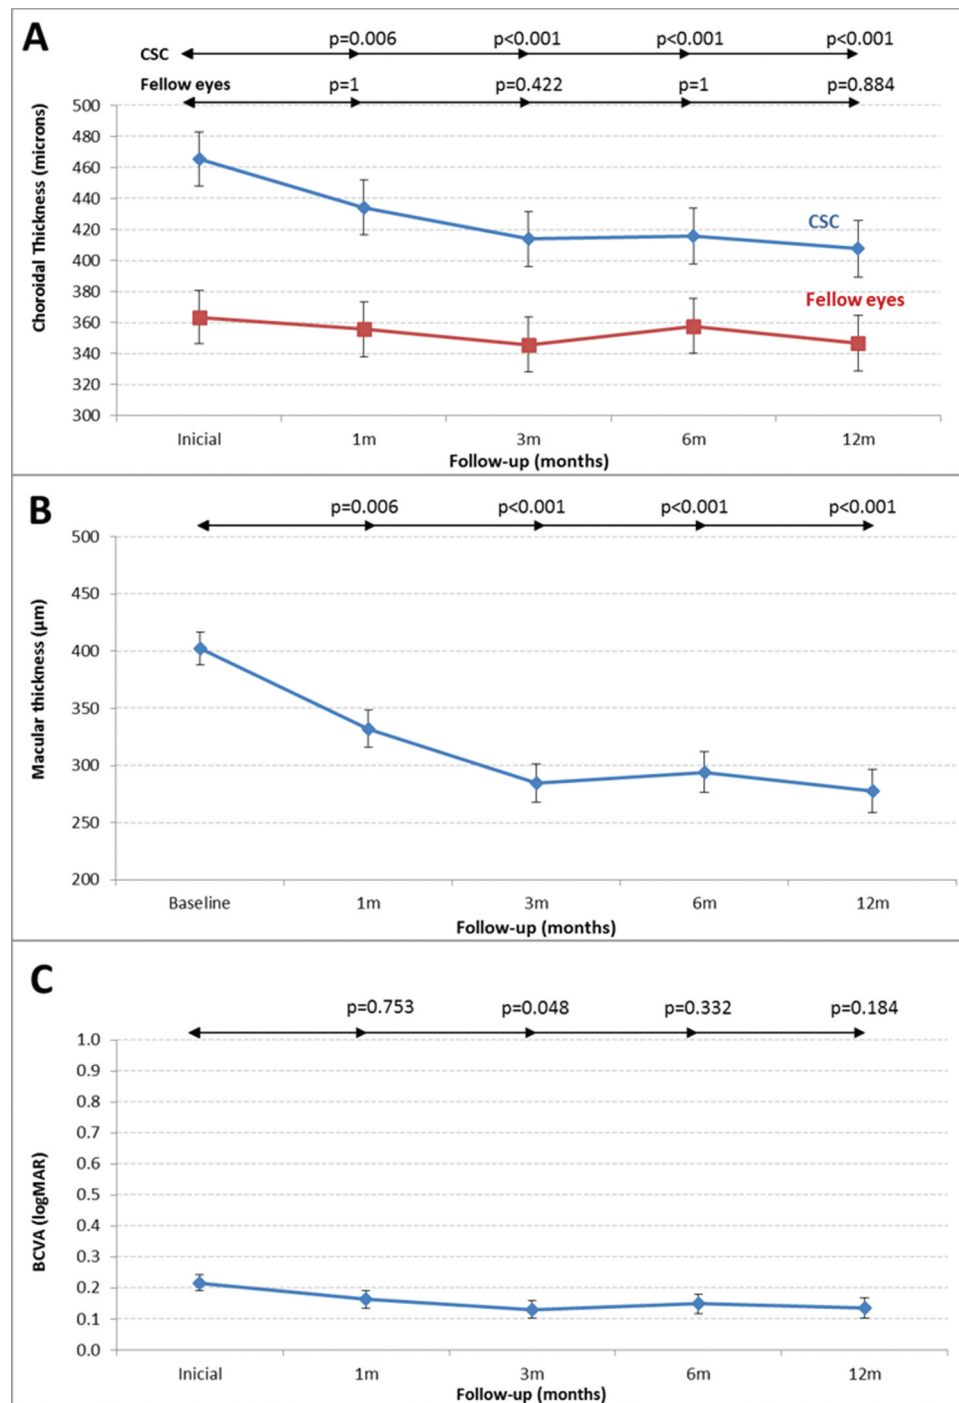 A
p=0.006 p<0.001 p<0.001 p<0.001
CSC
Fellow eyes p=1 p=0.422 p=1 p=0.884
Choroidal Thickness (microns)
500
480
460
440
420
400
380
360
340
320
300
CSC
Fellow eyes
Inicial 1m 3m 6m 12m
Follow-up (months)
B
p=0.006 p<0.001 p<0.001 p<0.001
Macular thickness (μm)
500
450
400
350
300
250
200
Baseline 1m 3m 6m 12m
Follow-up (months)
C
p=0.753 p=0.048 p=0.332 p=0.184
BCVA (logMAR)
1.0
0.9
0.8
0.7
0.6
0.5
0.4
0.3
0.2
0.1
0.0
Inicial 1m 3m 6m 12m
Follow-up (months)